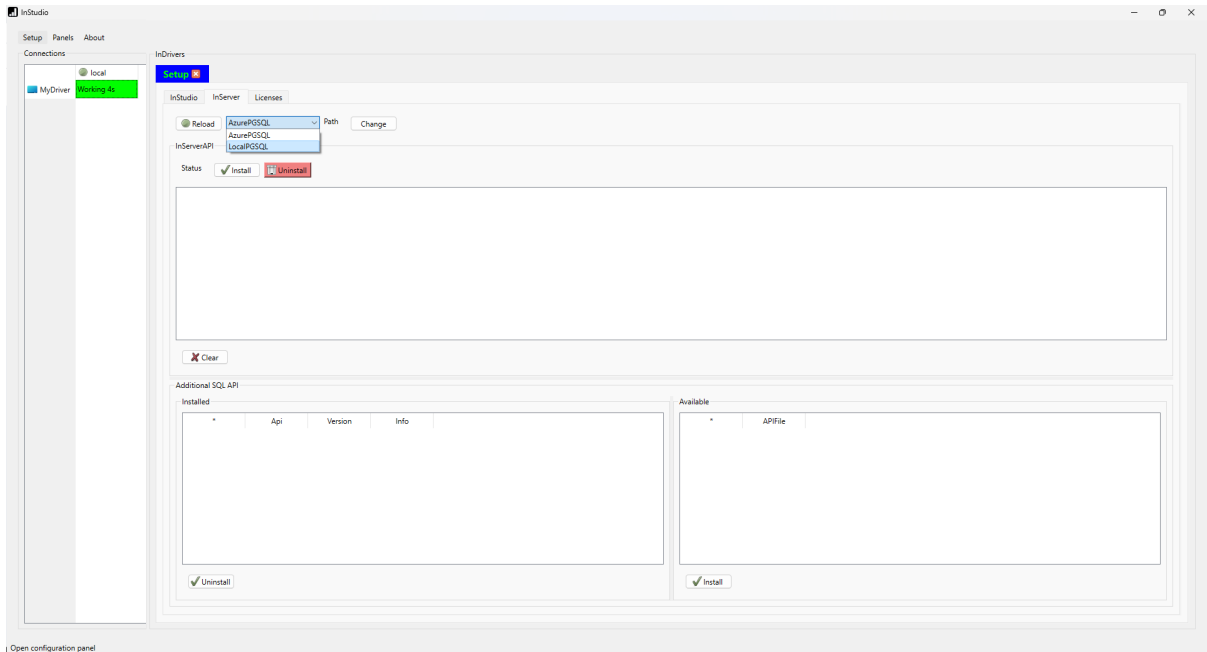 InStudio
Setup Panels About
Connections
local
MyDriver Working 4s
InDrivers
Setup
InStudio InServer Licenses
Reload AzurePGSQL Path Change
AzurePGSQL
LocalPGSQL
InServerAPI
Status Install Uninstall
Clear
Additional SQL API
Installed
* Api Version Info
Uninstall
Available
* APIFile
Install
Open configuration panel